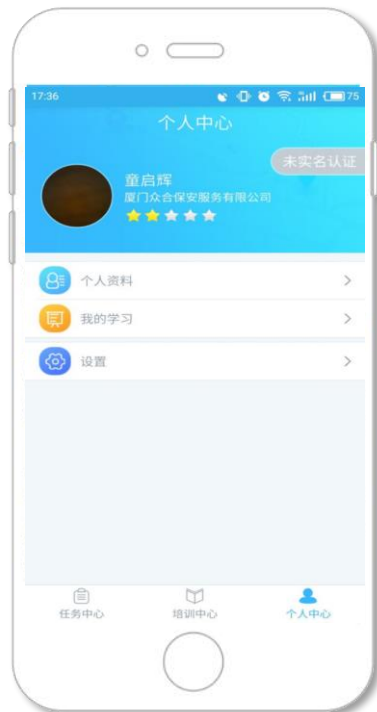 17:36
75
个人中心
未实名认证
童启辉
厦门众合保安服务有限公司
个人资料
我的学习
设置
任务中心
培训中心
个人中心